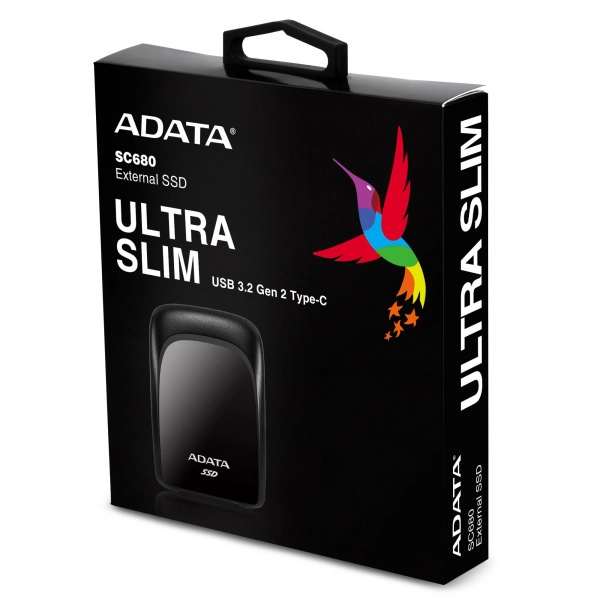 ADATA®
SC680
External SSD
ULTRA
SLIM
USB 3.2 Gen 2 Type-C
ADATA
SSD
ULTRA SLIM
ADATA
SC680
External SSD